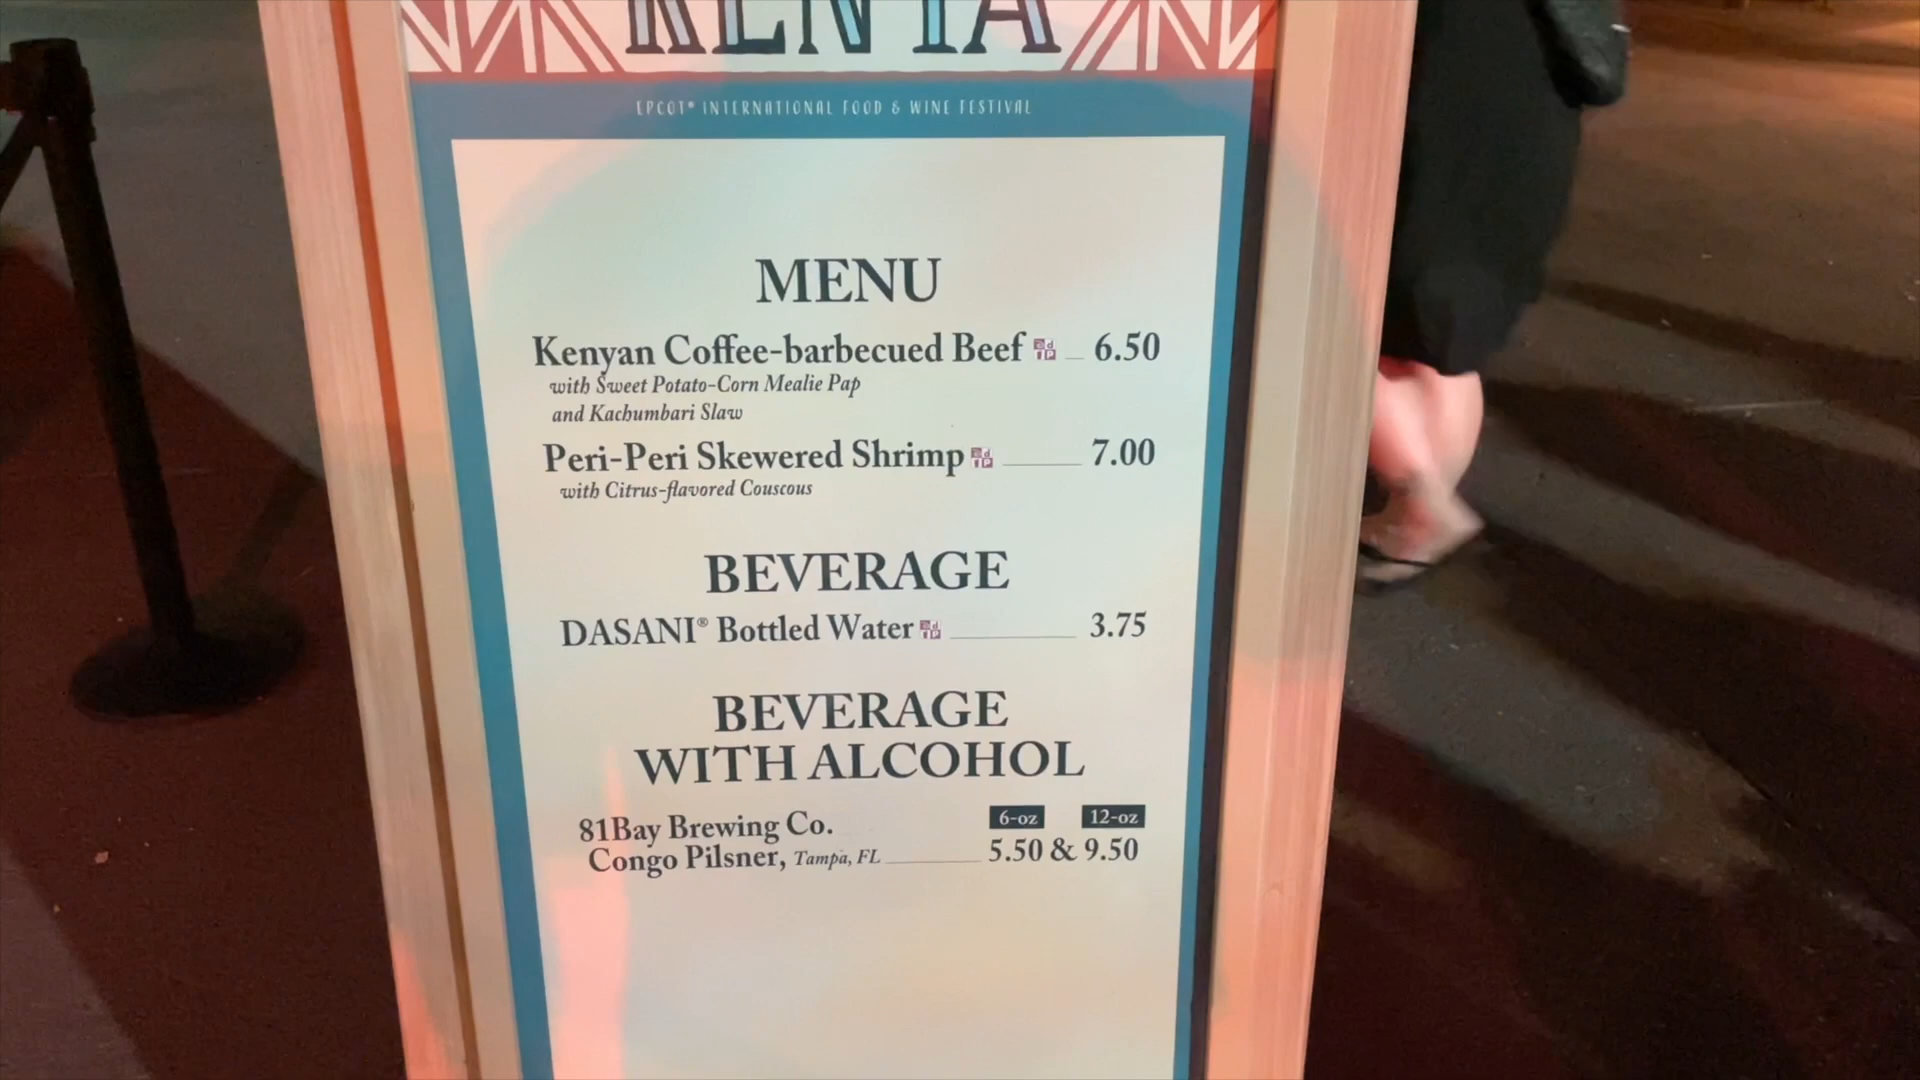 KENYA
EPCOT® INTERNATIONAL FOOD & WINE FESTIVAL
MENU
Kenyan Coffee-barbecued Beef 6.50
with Sweet Potato-Corn Mealie Pap
and Kachumbari Slaw
Peri-Peri Skewered Shrimp 7.00
with Citrus-flavored Couscous
BEVERAGE
DASANI® Bottled Water 3.75
BEVERAGE
WITH ALCOHOL
81Bay Brewing Co. 6-oz 12-oz
Congo Pilsner, Tampa, FL 5.50 & 9.50